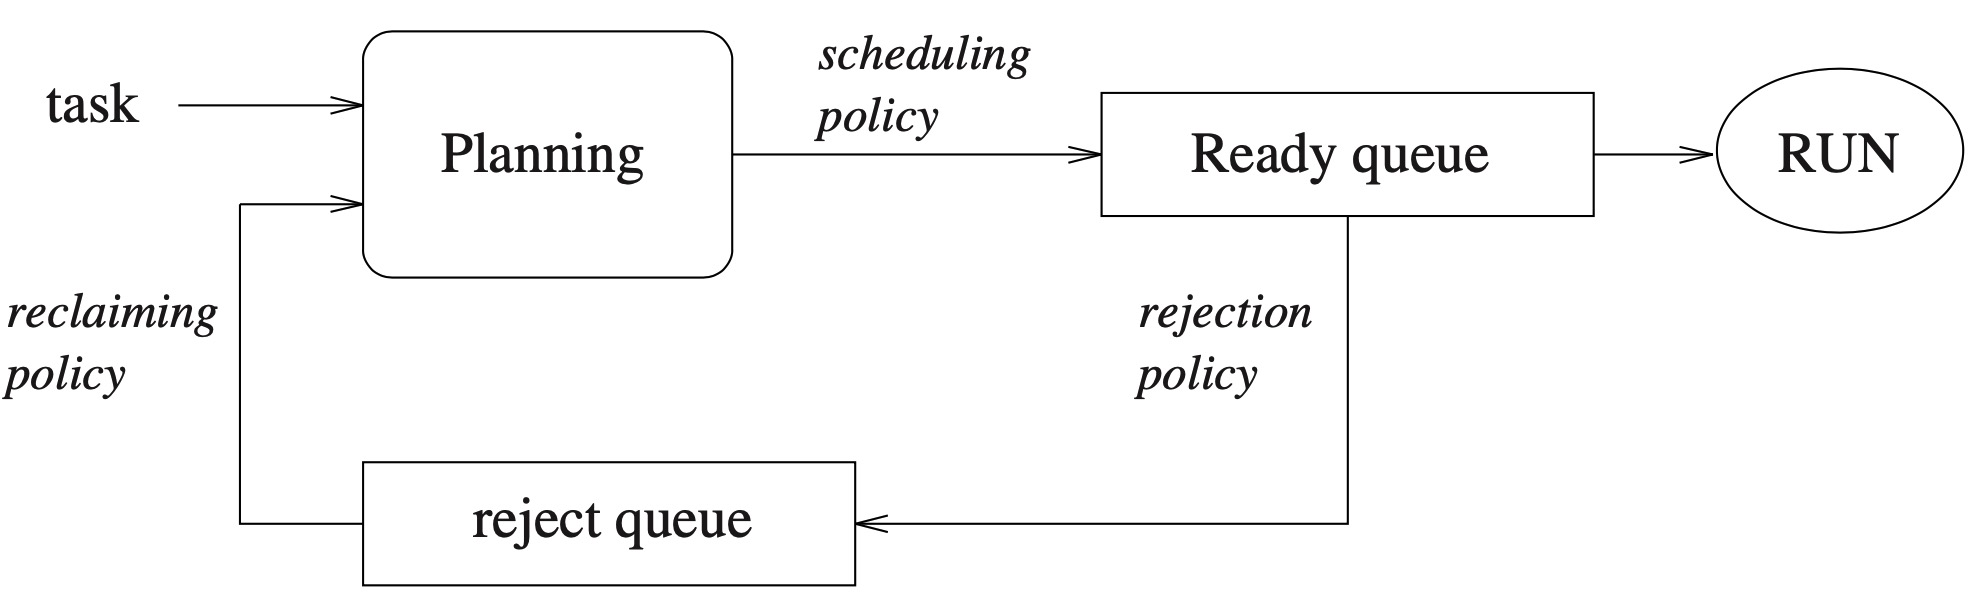 scheduling
policy
task
Planning
Ready queue
RUN
reclaiming
policy
rejection
policy
reject queue